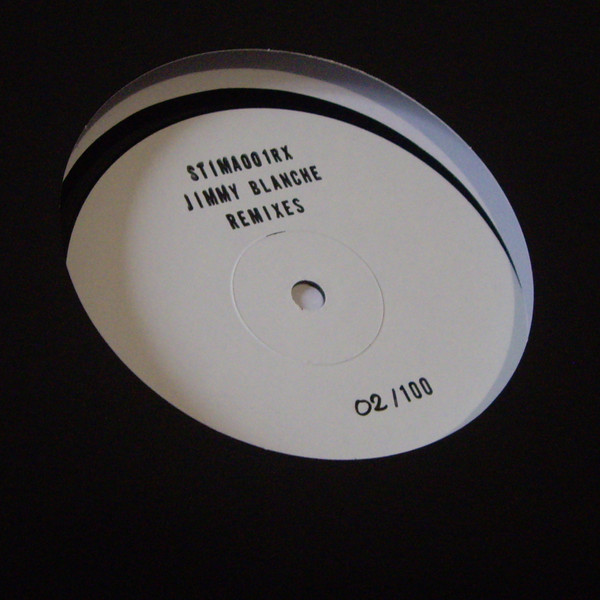 STIMA001RX
JIMMY BLANCHE
REMIXES
02/100